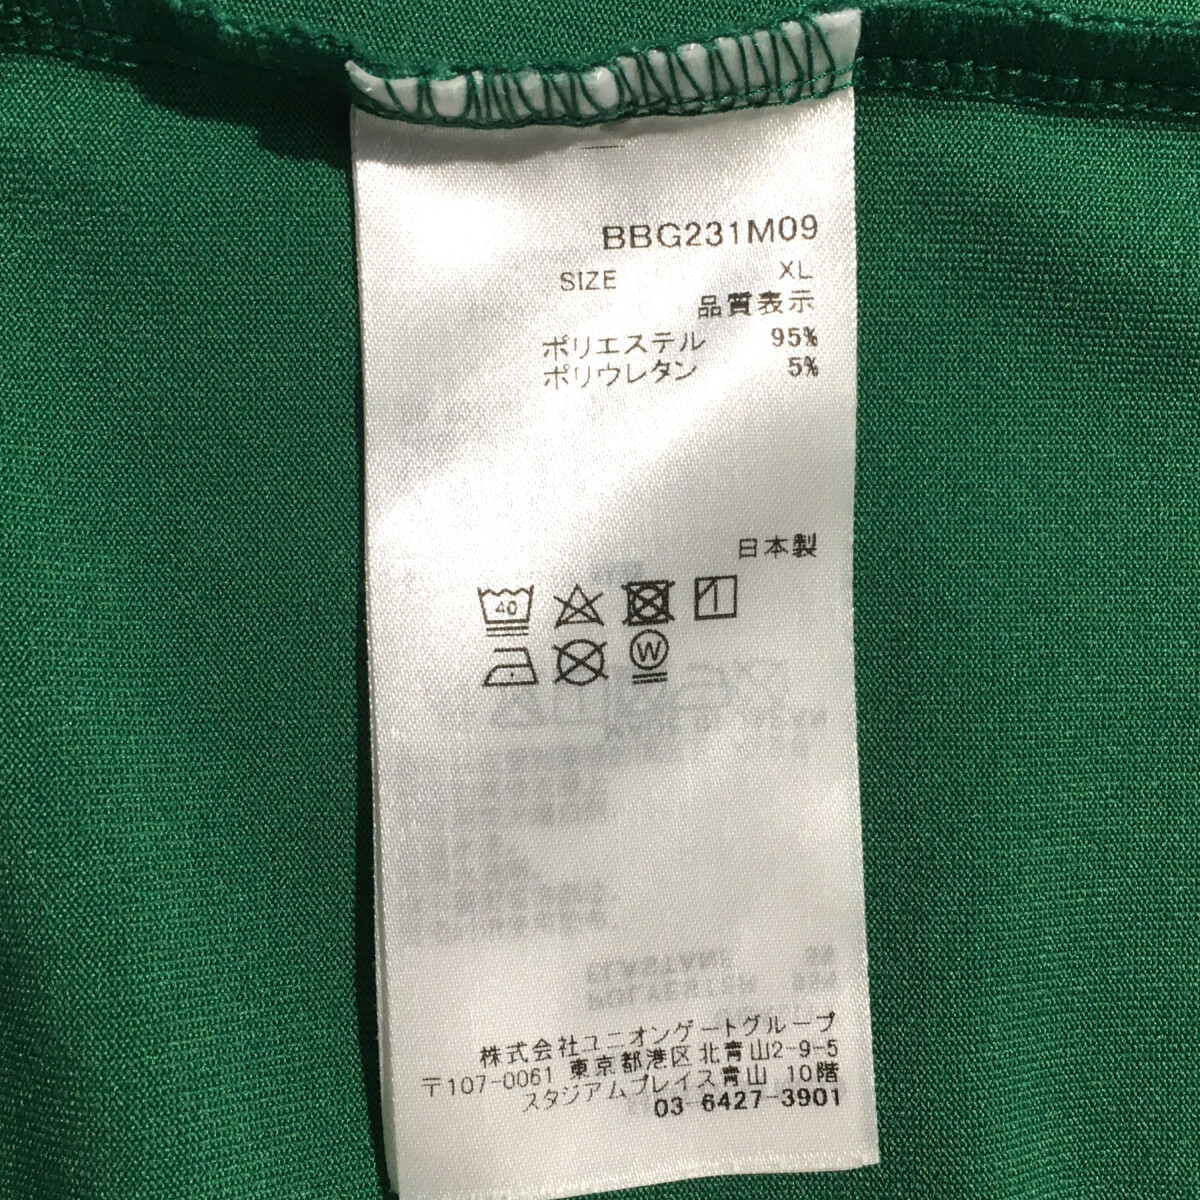 BBG231M09
SIZE XL
品質表示
ポリエステル 95%
ポリウレタン 5%
日本製
40
W
株式会社ユニオンゲートグループ
〒107-0061 東京都港区 北青山2-9-5
スタジアムプレイス青山 10階
03-6427-3901